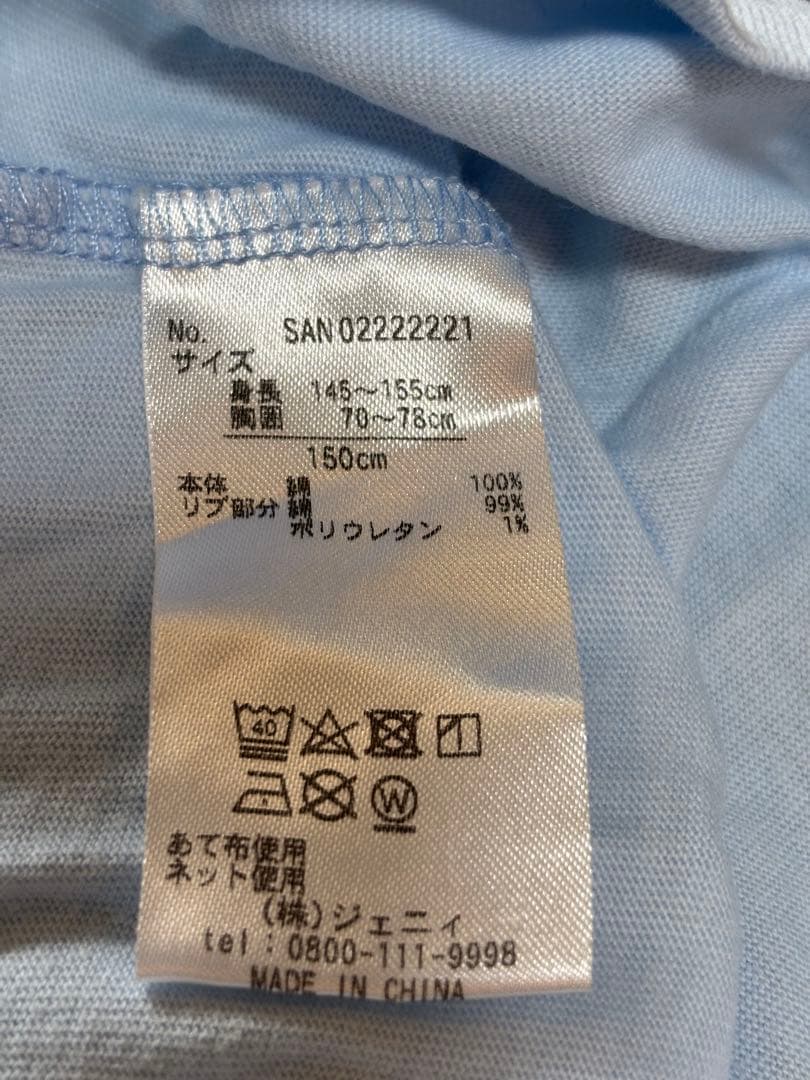 No. SAN02222221
サイズ
身長 145～155cm
胸囲 70～78cm
150cm
本体 綿 100%
リブ部分 綿 99%
ポリウレタン 1%
40
W
あて布使用
ネット使用
(株)ジェニィ
tel:0800-111-9998
MADE IN CHINA